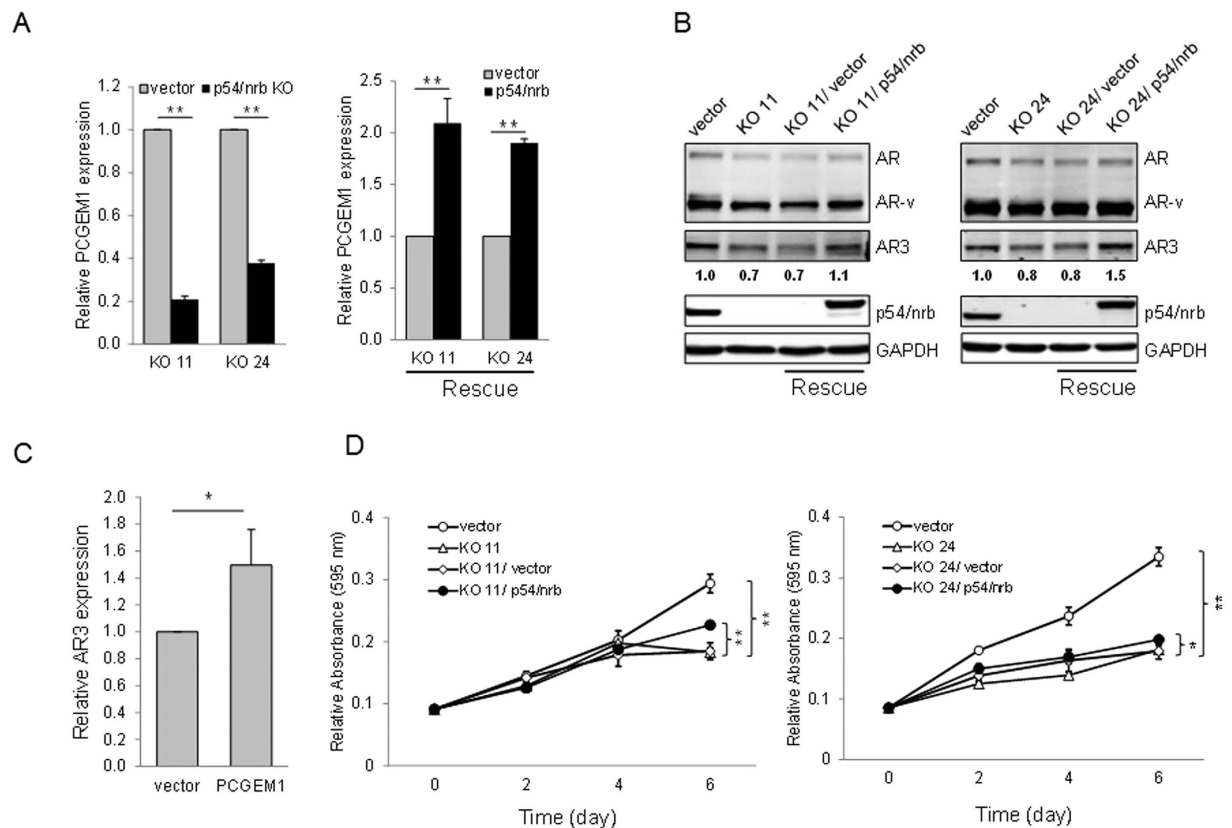 A
vector p54/nrb KO
Relative PCGEM1 expression
1.2
1.0
0.8
0.6
0.4
0.2
0.0
** **
KO 11 KO 24
vector
p54/nrb
Relative PCGEM1 expression
2.5
2.0
1.5
1.0
0.5
0.0
**
**
KO 11 KO 24
Rescue
B
vector
KO 11
KO 11/ vector
KO 11/ p54/nrb
AR
AR-v
AR3
1.0 0.7 0.7 1.1
p54/nrb
GAPDH
Rescue
vector
KO 24
KO 24/ vector
KO 24/ p54/nrb
AR
AR-v
AR3
1.0 0.8 0.8 1.5
p54/nrb
GAPDH
Rescue
C
Relative AR3 expression
2.0
1.8
1.6
1.4
1.2
1.0
0.8
0.6
0.4
0.2
0.0
*
vector PCGEM1
D
Relative Absorbance (595 nm)
0.4
0.3
0.2
0.1
0
vector
KO 11
KO 11/ vector
KO 11/ p54/nrb
**
**
0 2 4 6
Time (day)
Relative Absorbance (595 nm)
0.4
0.3
0.2
0.1
0
vector
KO 24
KO 24/ vector
KO 24/ p54/nrb
*
**
0 2 4 6
Time (day)